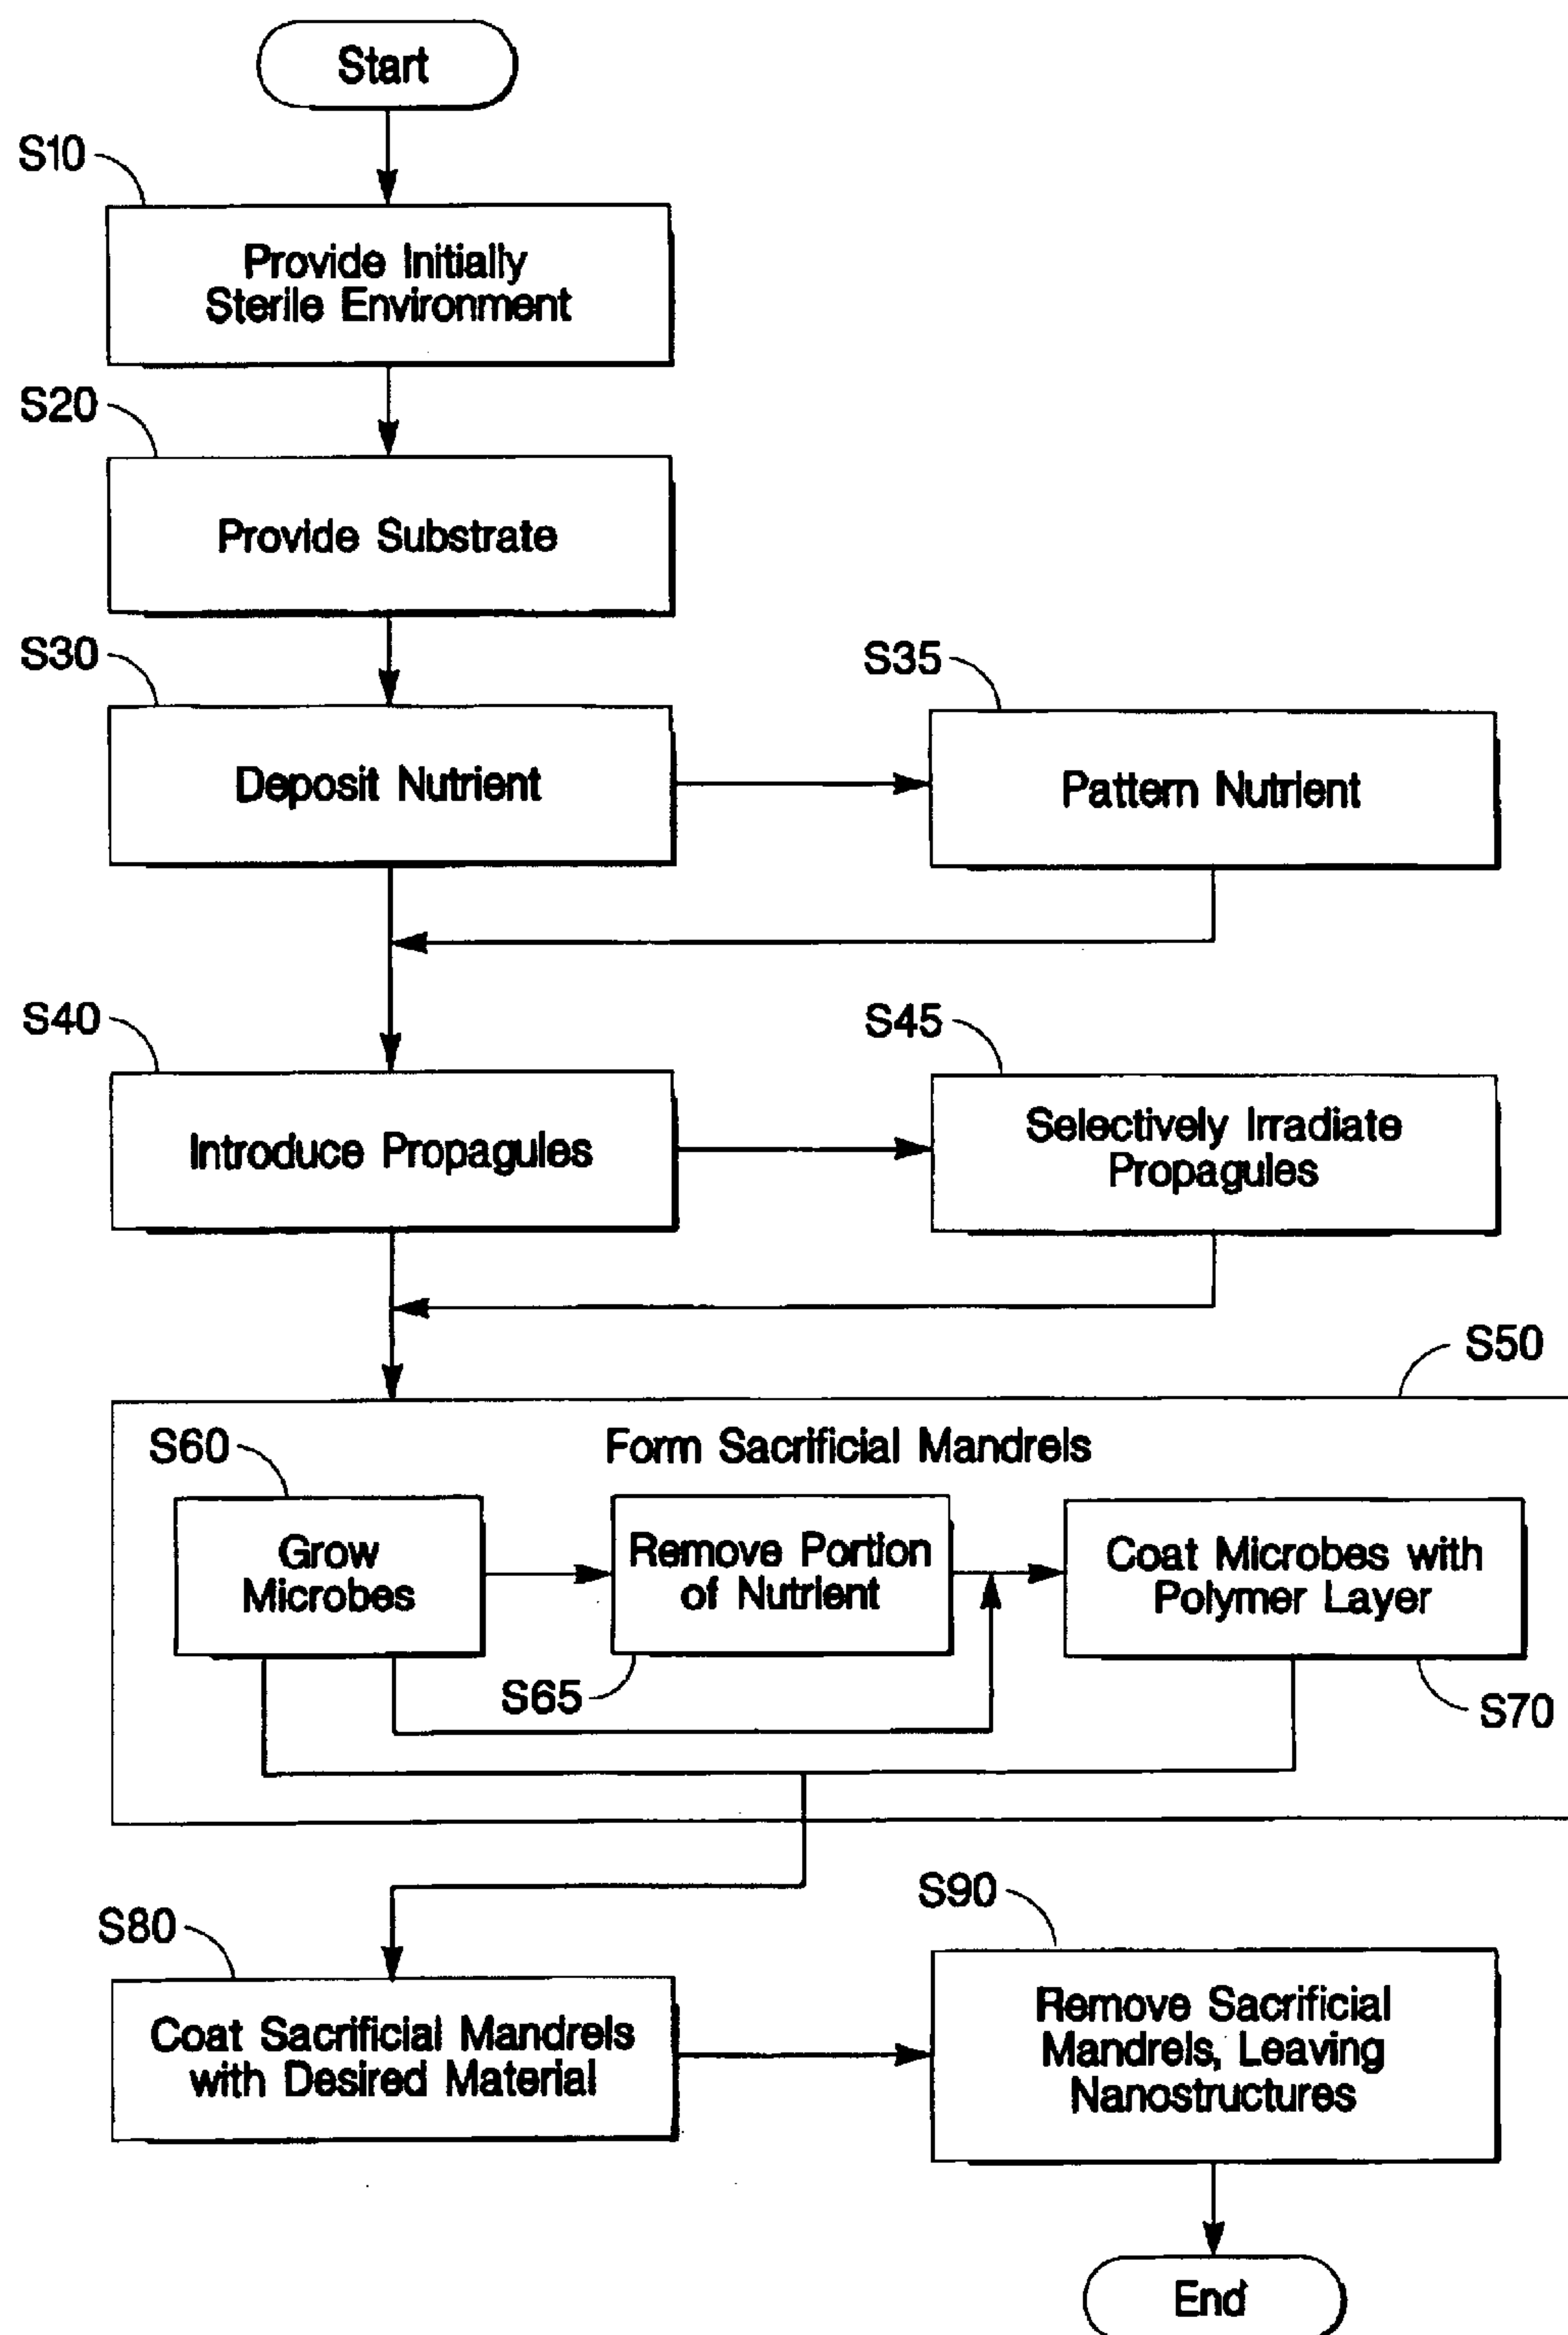 Start
S10
Provide Initially
Sterile Environment
S20
Provide Substrate
S30
Deposit Nutrient
S35
Pattern Nutrient
S40
Introduce Propagules
S45
Selectively Irradiate
Propagules
S50
Form Sacrificial Mandrels
S60
Grow
Microbes
Remove Portion
of Nutrient
S65
Coat Microbes with
Polymer Layer
S70
S80
Coat Sacrificial Mandrels
with Desired Material
S90
Remove Sacrificial
Mandrels, Leaving
Nanostructures
End